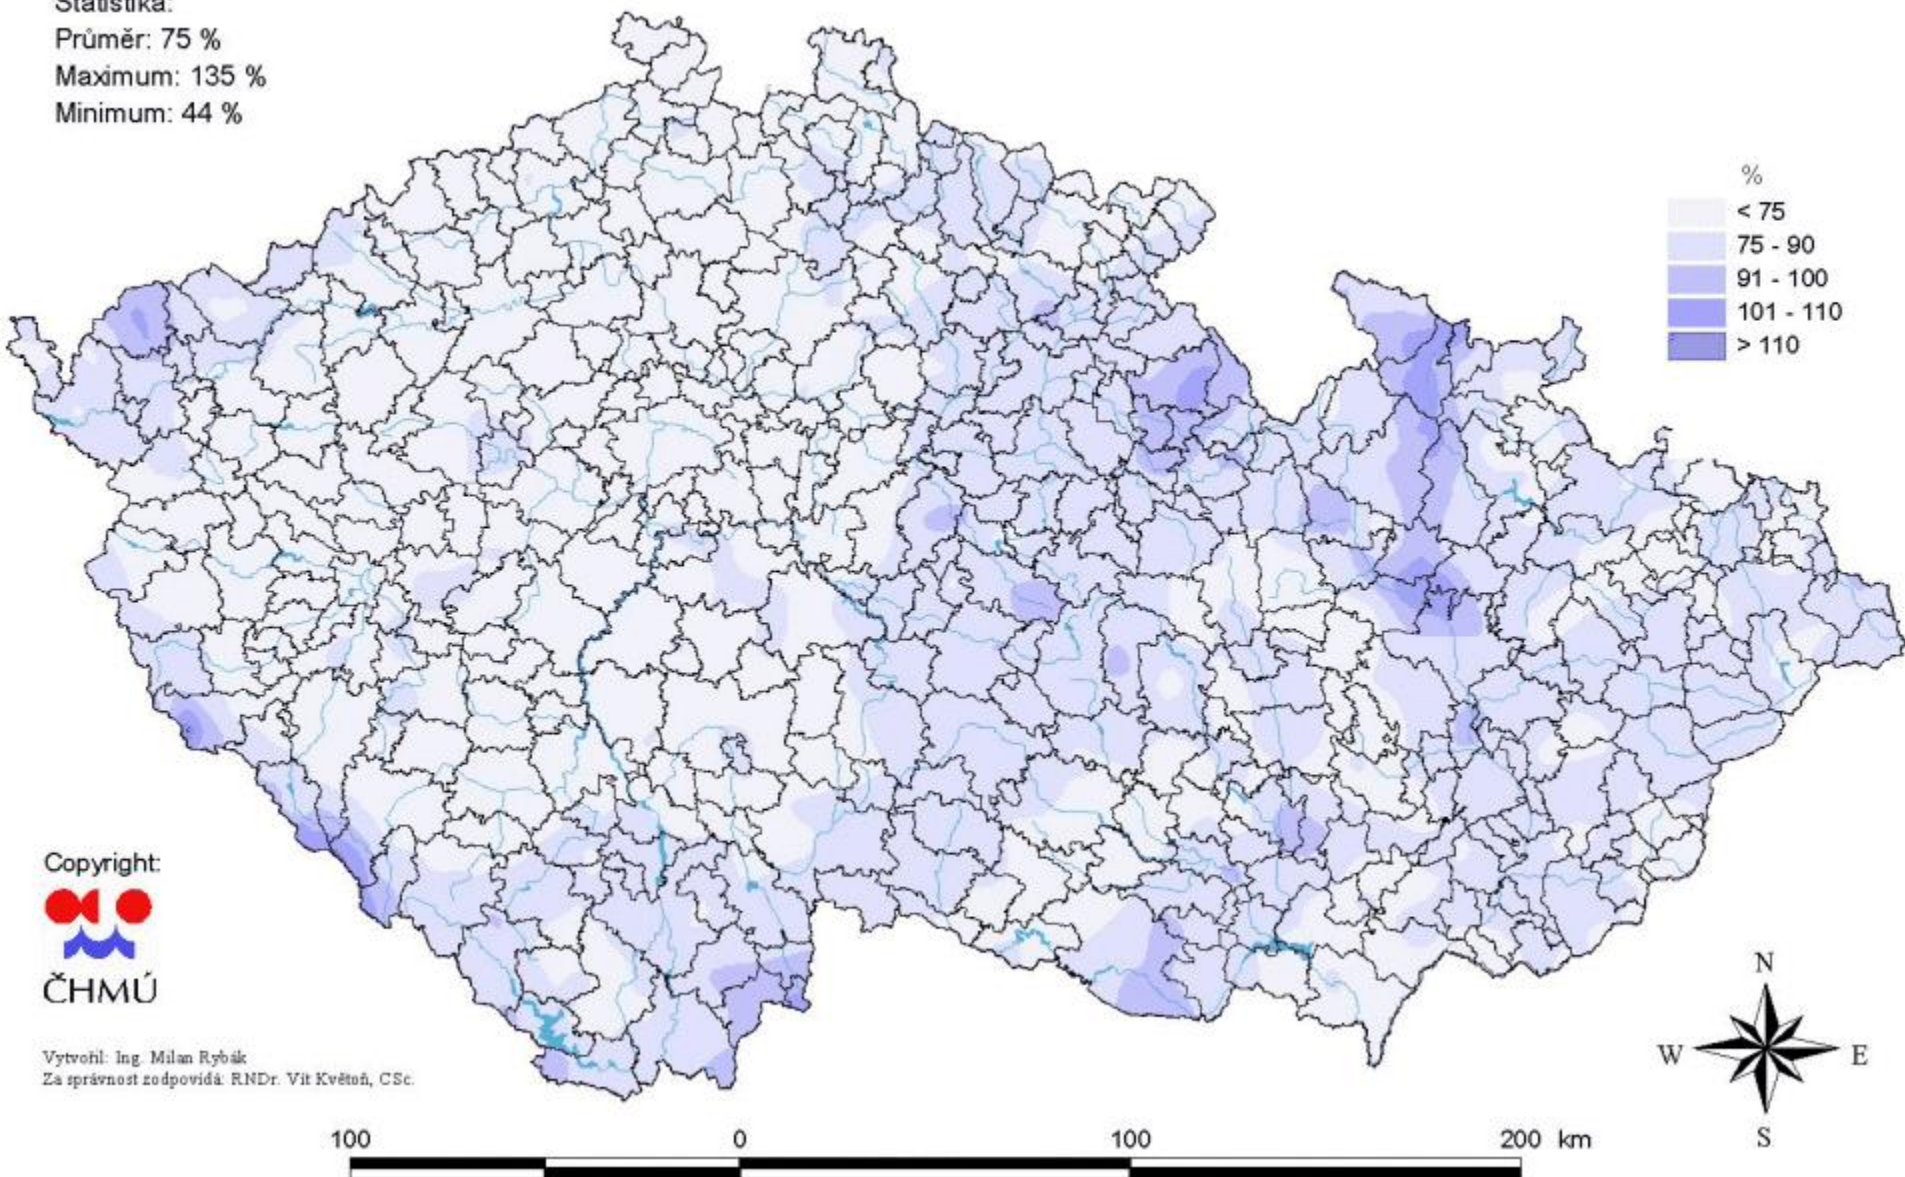 Statistika:
Průměr: 75 %
Maximum: 135 %
Minimum: 44 %
%
< 75
75 - 90
91 - 100
101 - 110
> 110
Copyright:
ČHMÚ
Vytvořil: Ing. Milan Rybák
Za správnost zodpovídá: RNDr. Vít Květoň, CSc.
N
W E
S
100 0 100 200 km